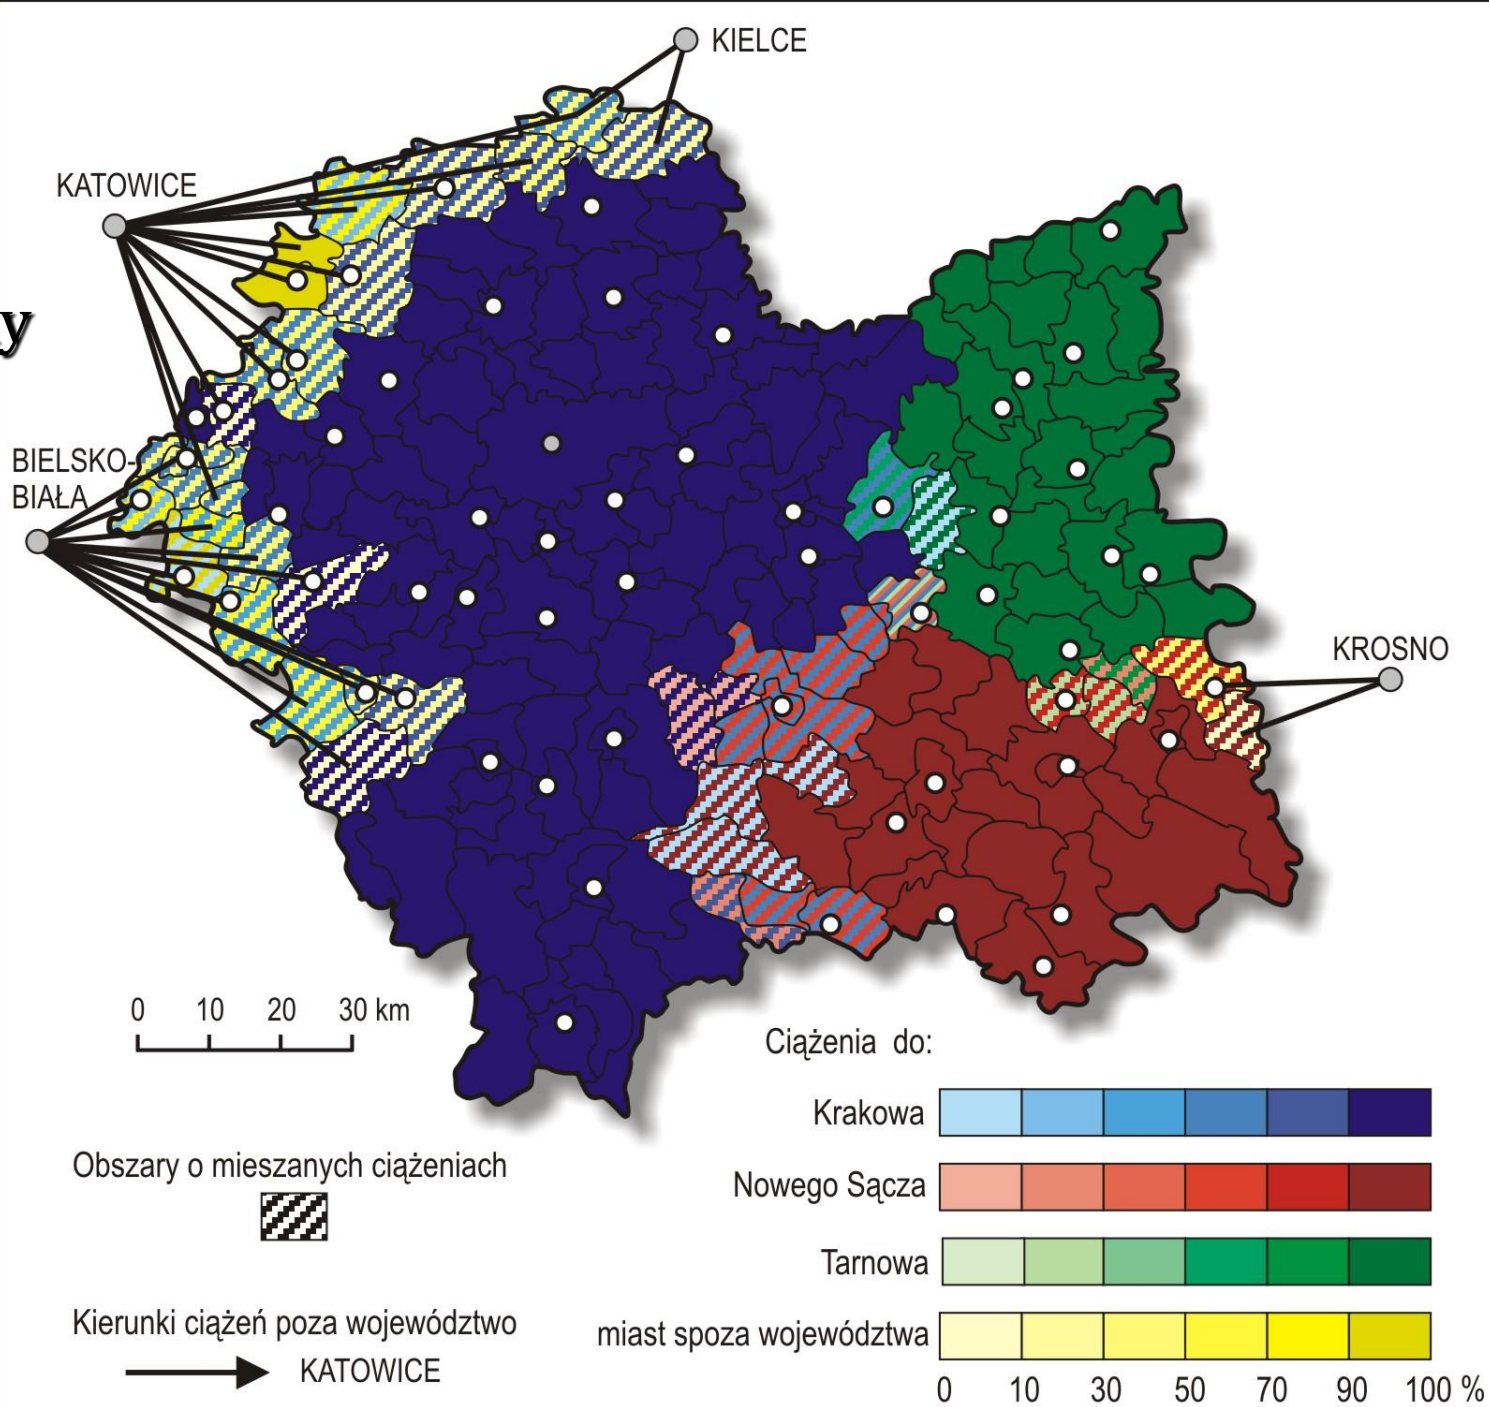 KIELCE
KATOWICE
y
BIELSKO-
BIAŁA
KROSNO
0 10 20 30 km
Ciążenia do:
Krakowa
Obszary o mieszanych ciążeniach
Nowego Sącza
Tarnowa
Kierunki ciążeń poza województwo
miast spoza województwa
KATOWICE
0 10 30 50 70 90 100 %